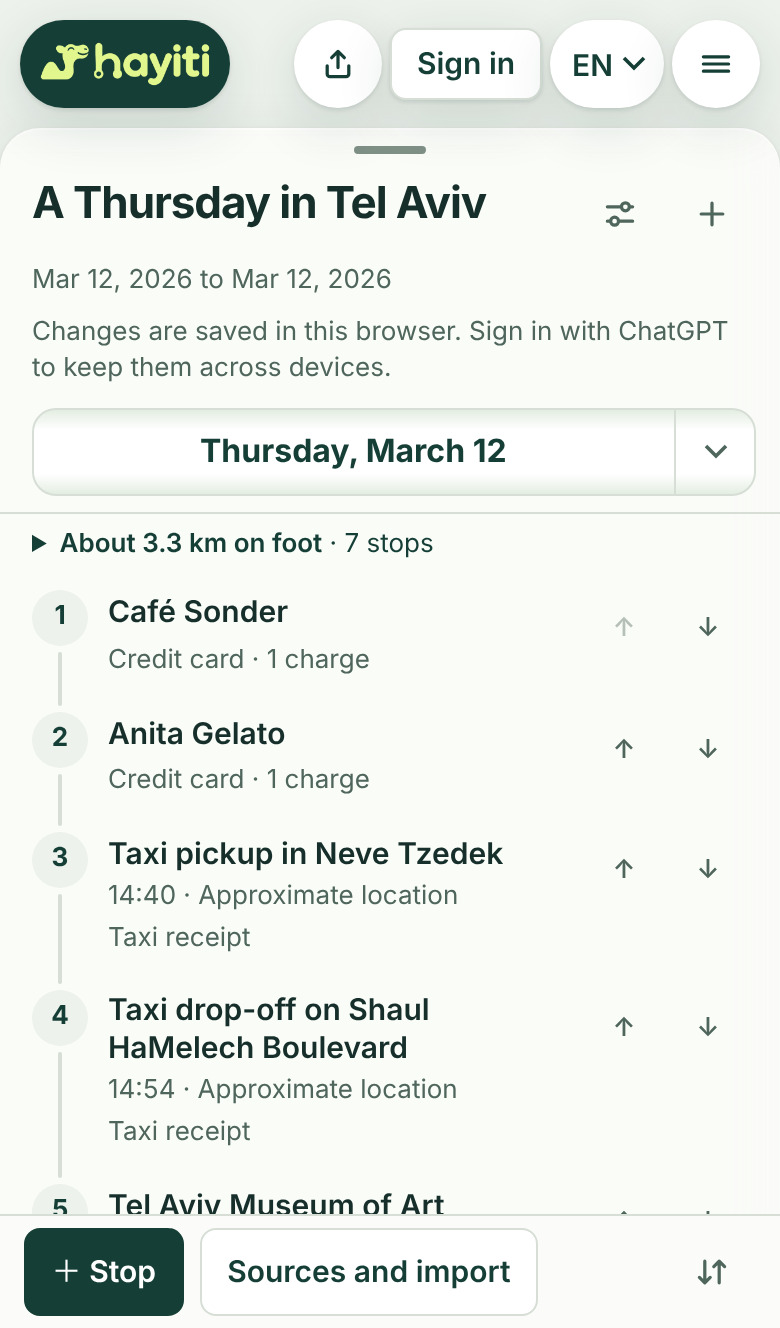 hayiti
Sign in
EN
A Thursday in Tel Aviv
Mar 12, 2026 to Mar 12, 2026
Changes are saved in this browser. Sign in with ChatGPT
to keep them across devices.
Thursday, March 12
About 3.3 km on foot · 7 stops
1
Café Sonder
Credit card · 1 charge
2
Anita Gelato
Credit card · 1 charge
3
Taxi pickup in Neve Tzedek
14:40 · Approximate location
Taxi receipt
4
Taxi drop-off on Shaul
HaMelech Boulevard
14:54 · Approximate location
Taxi receipt
5
Tel Aviv Museum of Art
+ Stop
Sources and import